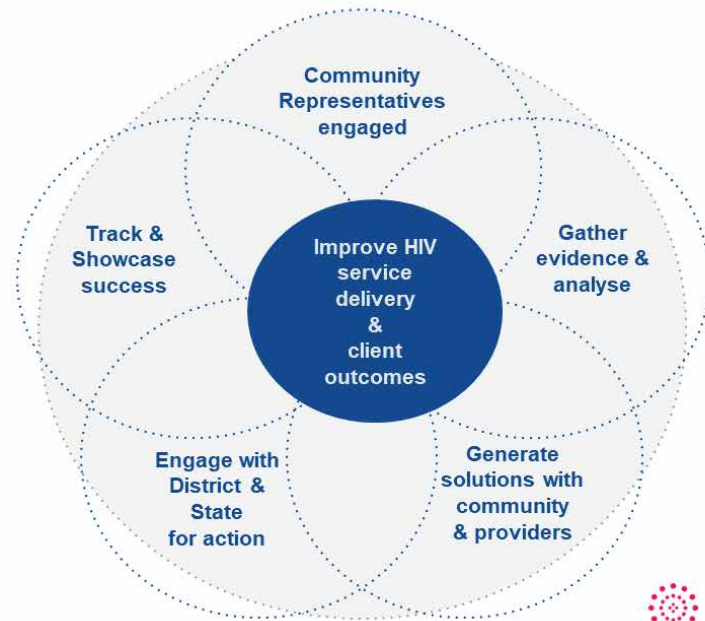 Community
Representatives
engaged
Track &
Showcase
success
Improve HIV
service
delivery
&
client
outcomes
Gather
evidence &
analyse
Engage with
District &
State
for action
Generate
solutions with
community
& providers